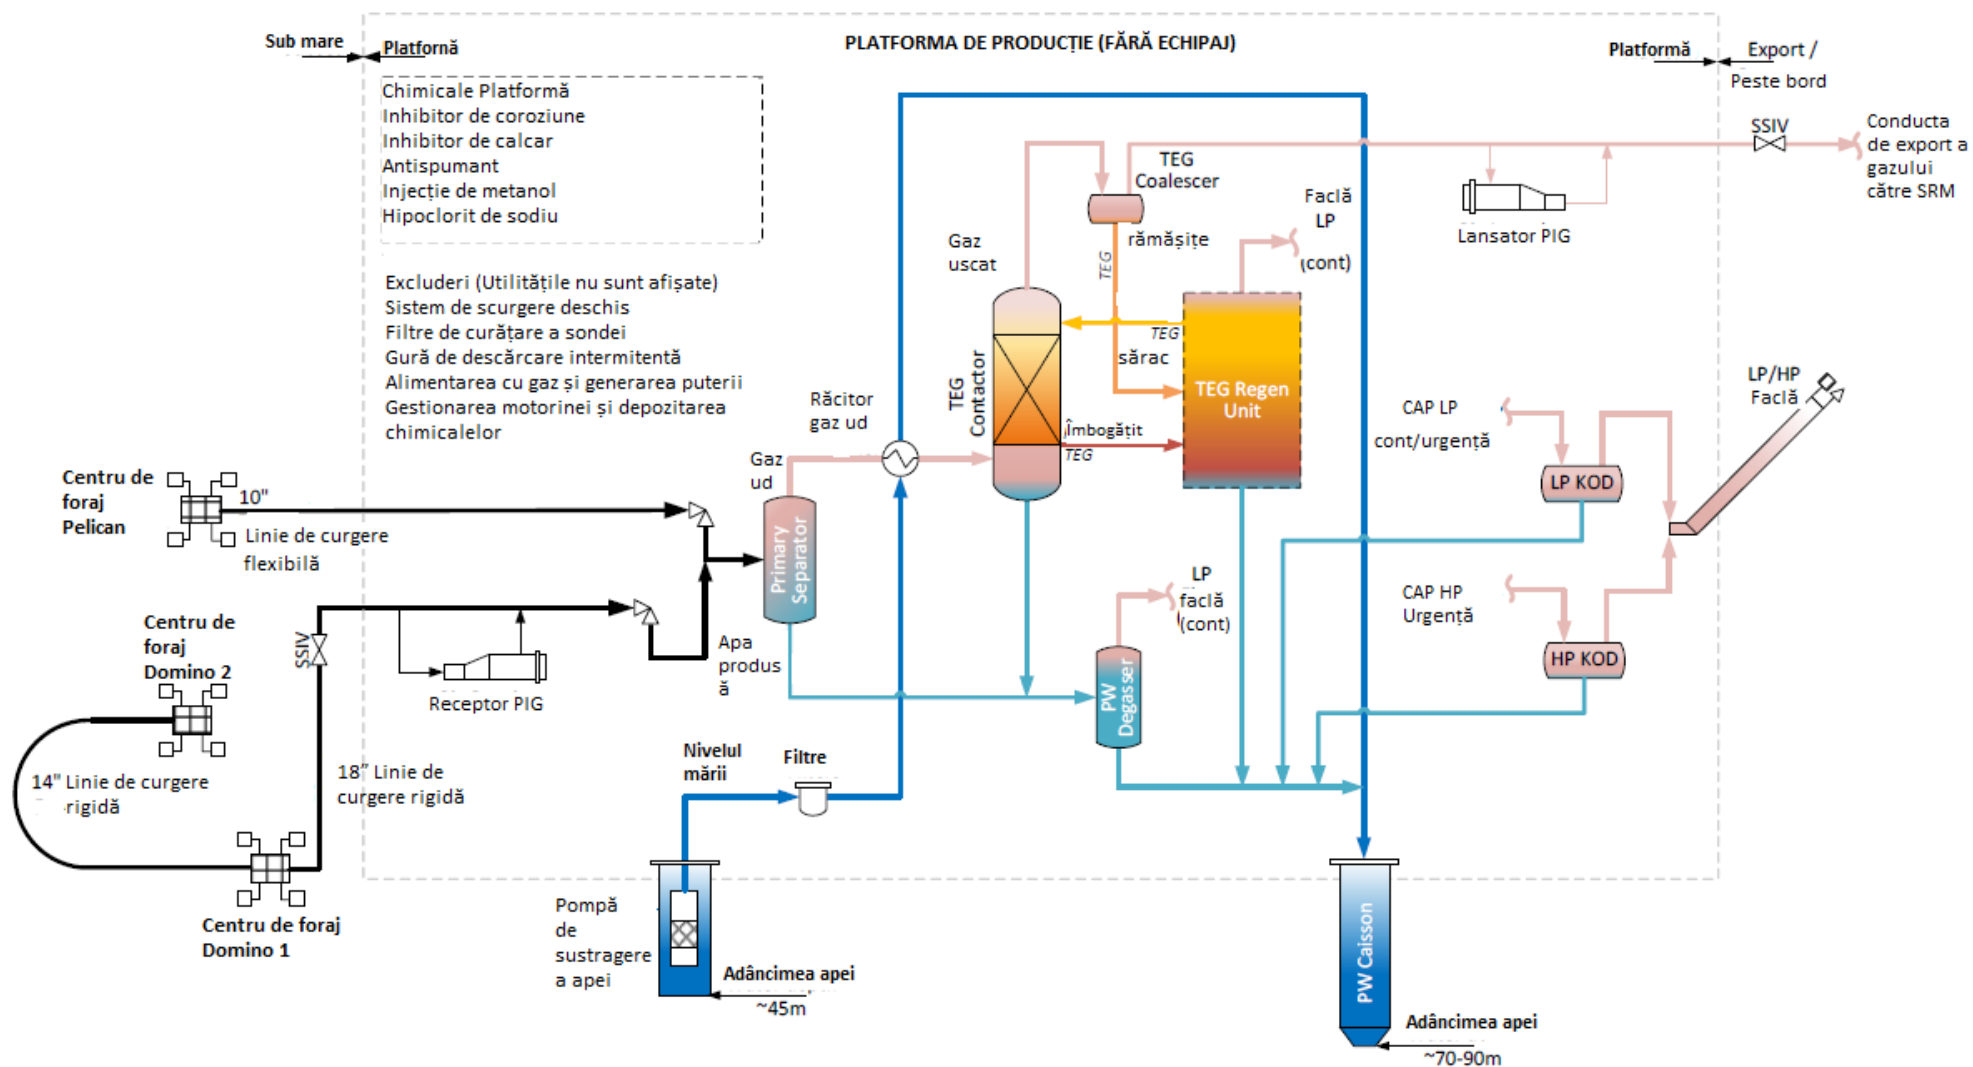 PLATFORMA DE PRODUCȚIE (FĂRĂ ECHIPAJ)
Sub mare
Platfornă
Platformă
Export /
Peste bord
Chimicale Platformă
Inhibitor de coroziune
Inhibitor de calcar
Antispumant
Injecție de metanol
Hipoclorit de sodiu
Excluderi (Utilitățile nu sunt afișate)
Sistem de scurgere deschis
Filtre de curățare a sondei
Gură de descărcare intermitentă
Alimentarea cu gaz și generarea puterii
Gestionarea motorinei și depozitarea
chimicalelor
SSIV
Conducta
de export a
gazului
către SRM
Lansator PIG
TEG
Coalescer
rămășițe
TEG
Faclă
LP
(cont)
Gaz
uscat
TEG
Contactor
TEG
sărac
TEG Regen
Unit
Îmbogățit
TEG
Răcitor
gaz ud
Gaz
ud
Primary
Separator
Apa
produs
ă
LP
faclă
(cont)
PW
Degasser
CAP LP
cont/urgență
LP KOD
LP/HP
Faclă
CAP HP
Urgență
HP KOD
Centru de
foraj
Pelican
10"
Linie de curgere
flexibilă
Centru de
foraj
Domino 2
SSIV
Receptor PIG
14" Linie de curgere
rigidă
18" Linie de
curgere rigidă
Centru de foraj
Domino 1
Nivelul
mării
Filtre
Pompă
de
sustragere
a apei
Adâncimea apei
~45m
PW Caisson
Adâncimea apei
~70-90m